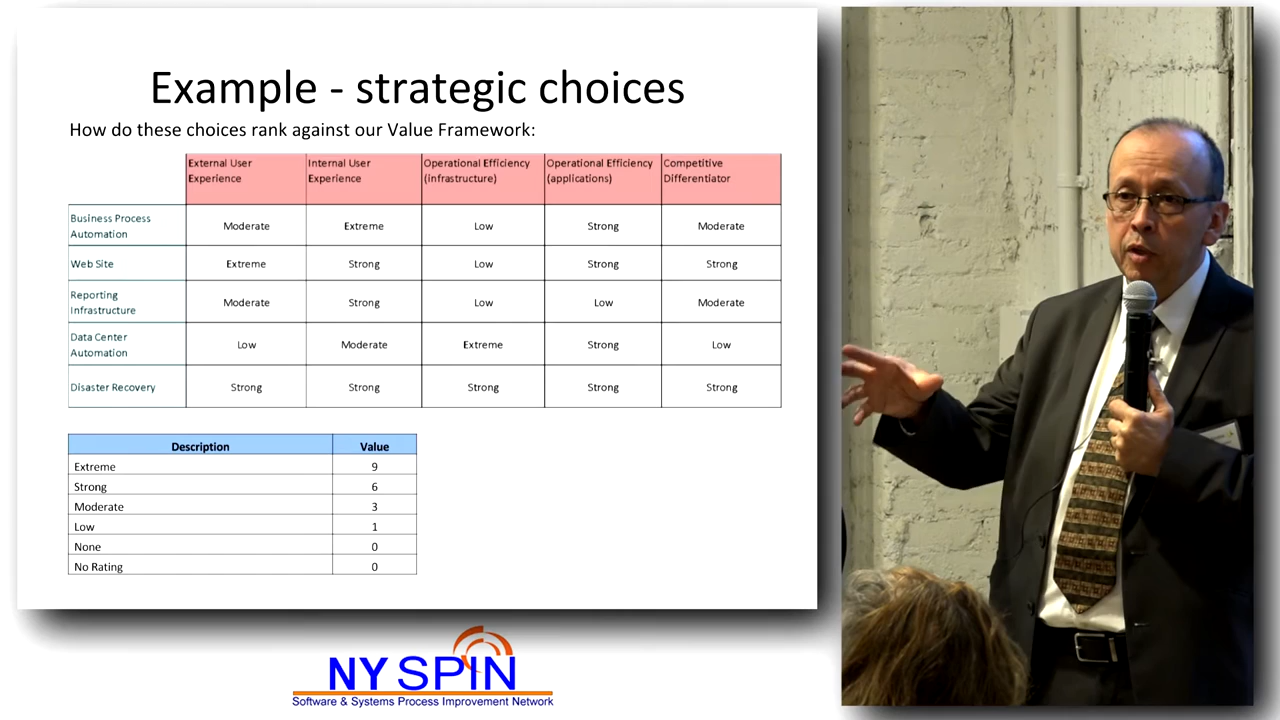 Example - strategic choices
How do these choices rank against our Value Framework:
External User Experience | Internal User Experience | Operational Efficiency (infrastructure) | Operational Efficiency (applications) | Competitive Differentiator
Business Process Automation | Moderate | Extreme | Low | Strong | Moderate
Web Site | Extreme | Strong | Low | Strong | Strong
Reporting Infrastructure | Moderate | Strong | Low | Low | Moderate
Data Center Automation | Low | Moderate | Extreme | Strong | Low
Disaster Recovery | Strong | Strong | Strong | Strong | Strong
Description | Value
Extreme | 9
Strong | 6
Moderate | 3
Low | 1
None | 0
No Rating | 0
NY SPIN
Software & Systems Process Improvement Network